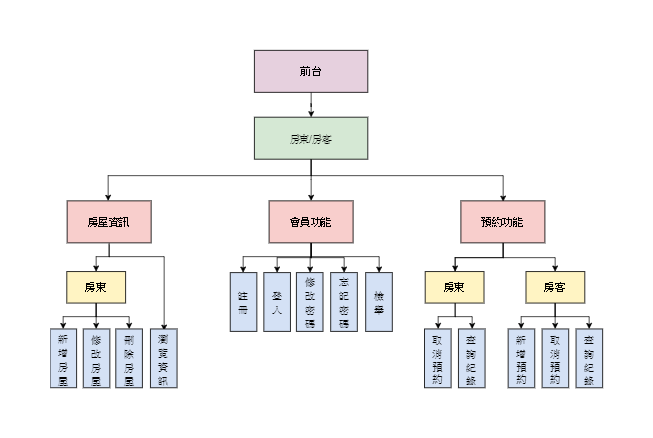 前台
房東/房客
房屋資訊
會員功能
預約功能
房東
註冊
登入
修改密碼
忘記密碼
檢舉
房東
房客
新增房屋
修改房屋
刪除房屋
瀏覽資訊
取消預約
查詢紀錄
新增預約
取消預約
查詢紀錄